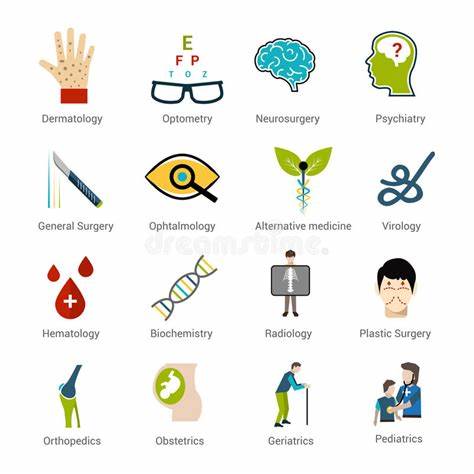 E
F P
T O Z
Dermatology Optometry Neurosurgery Psychiatry
?
General Surgery Ophtalmology Alternative medicine Virology
dreamstime
Hematology Biochemistry Radiology Plastic Surgery
Orthopedics Obstetrics Geriatrics Pediatrics